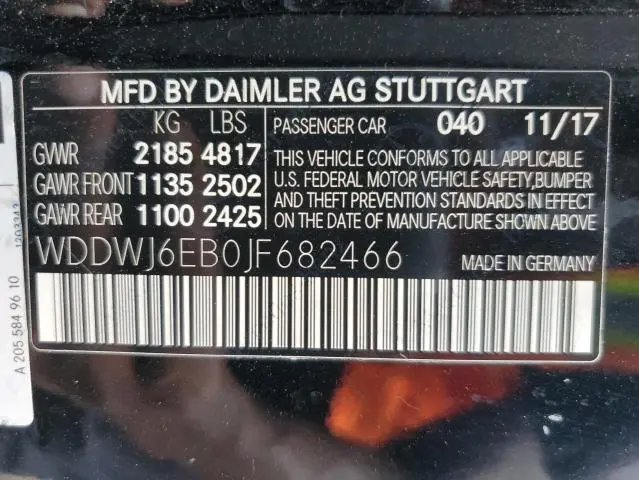 MFD BY DAIMLER AG STUTTGART
KG LBS
GVWR 2185 4817
GAWR FRONT 1135 2502
GAWR REAR 1100 2425
PASSENGER CAR 040 11/17
THIS VEHICLE CONFORMS TO ALL APPLICABLE
U.S. FEDERAL MOTOR VEHICLE SAFETY,BUMPER
AND THEFT PREVENTION STANDARDS IN EFFECT
ON THE DATE OF MANUFACTURE SHOWN ABOVE
WDDWJ6EB0JF682466 MADE IN GERMANY
A 205 584 96 10